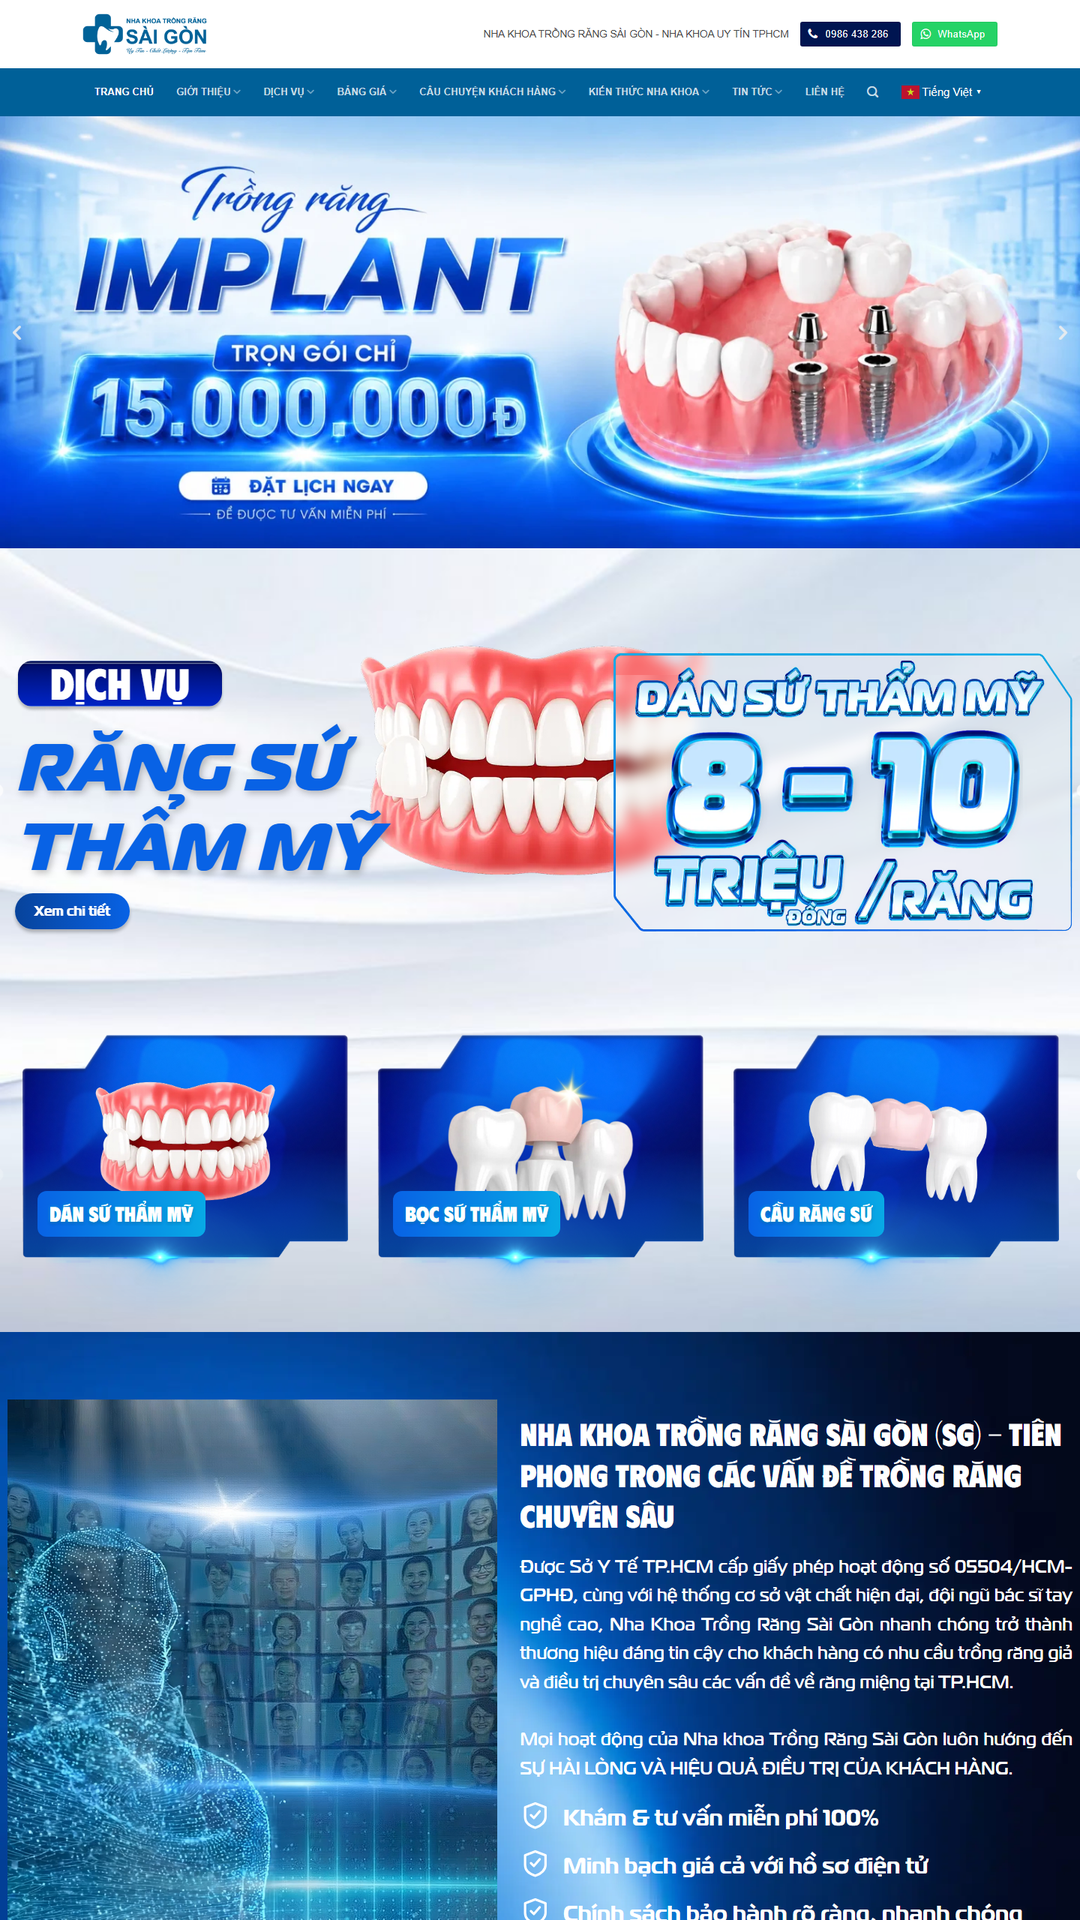 NHA KHOA TRỒNG RĂNG
SÀI GÒN
Uy Tín - Chất Lượng - Tận Tâm
NHA KHOA TRỒNG RĂNG SÀI GÒN - NHA KHOA UY TÍN TPHCM
0986 438 286
WhatsApp
TRANG CHỦ GIỚI THIỆU DỊCH VỤ BẢNG GIÁ CÂU CHUYỆN KHÁCH HÀNG KIẾN THỨC NHA KHOA TIN TỨC LIÊN HỆ Tiếng Việt
Trồng răng
IMPLANT
TRỌN GÓI CHỈ
15.000.000Đ
ĐẶT LỊCH NGAY
ĐỂ ĐƯỢC TƯ VẤN MIỄN PHÍ
DỊCH VỤ
RĂNG SỨ
THẨM MỸ
Xem chi tiết
DÁN SỨ THẨM MỸ
8 - 10
TRIỆU ĐỒNG /RĂNG
DÁN SỨ THẨM MỸ
BỌC SỨ THẨM MỸ
CẦU RĂNG SỨ
NHA KHOA TRỒNG RĂNG SÀI GÒN (SG) – TIÊN
PHONG TRONG CÁC VẤN ĐỀ TRỒNG RĂNG
CHUYÊN SÂU
Được Sở Y Tế TP.HCM cấp giấy phép hoạt động số 05504/HCM-
GPHĐ, cùng với hệ thống cơ sở vật chất hiện đại, đội ngũ bác sĩ tay
nghề cao, Nha Khoa Trồng Răng Sài Gòn nhanh chóng trở thành
thương hiệu đáng tin cậy cho khách hàng có nhu cầu trồng răng giả
và điều trị chuyên sâu các vấn đề về răng miệng tại TP.HCM.
Mọi hoạt động của Nha khoa Trồng Răng Sài Gòn luôn hướng đến
SỰ HÀI LÒNG VÀ HIỆU QUẢ ĐIỀU TRỊ CỦA KHÁCH HÀNG.
Khám & tư vấn miễn phí 100%
Minh bạch giá cả với hồ sơ điện tử
Chính sách bảo hành rõ ràng, nhanh chóng